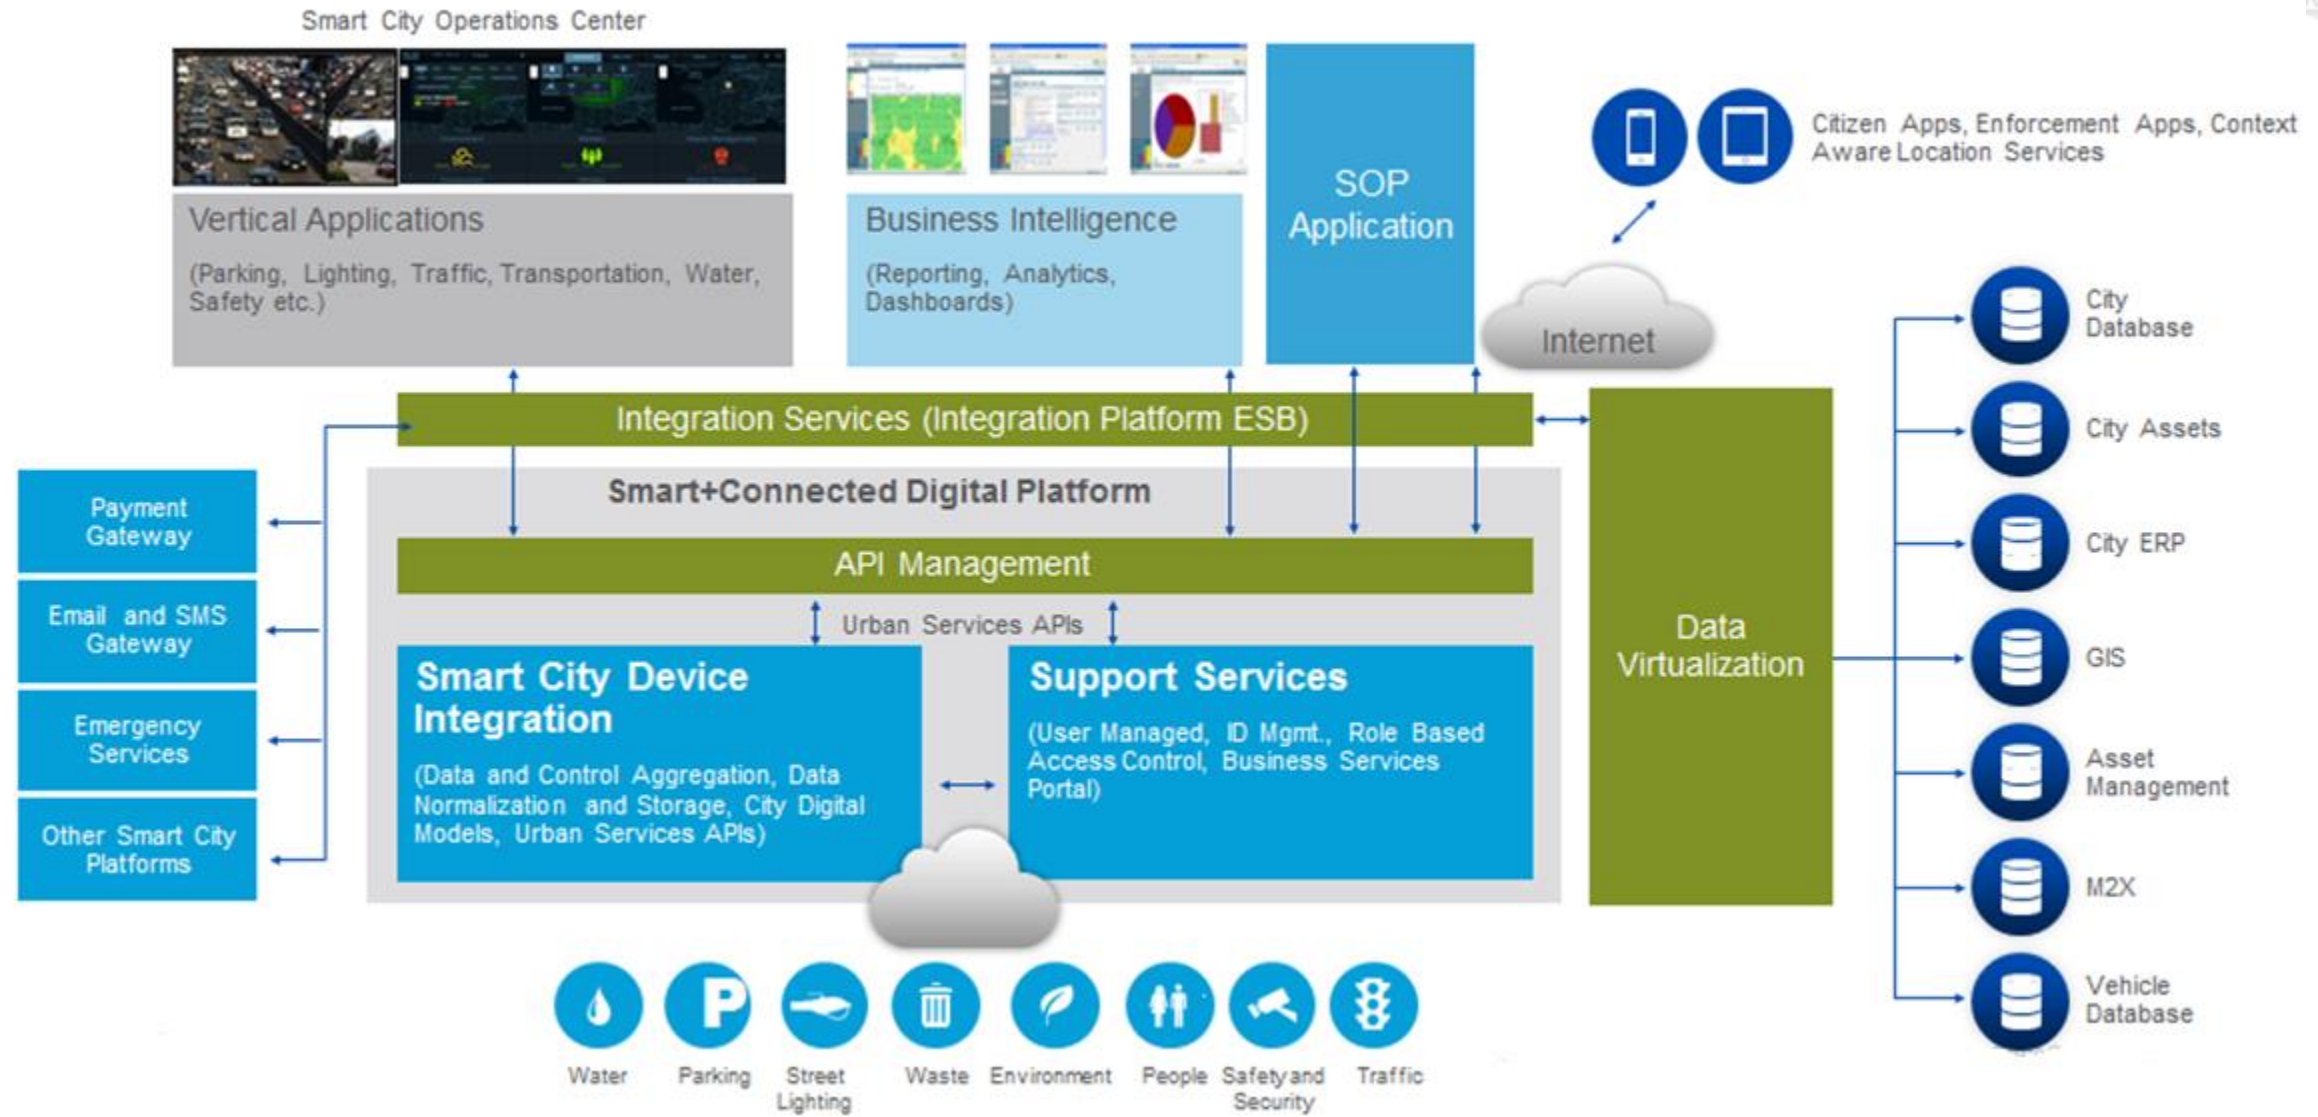 Smart City Operations Center
Vertical Applications
(Parking, Lighting, Traffic, Transportation, Water,
Safety etc.)
Business Intelligence
(Reporting, Analytics,
Dashboards)
SOP
Application
Citizen Apps, Enforcement Apps, Context
Aware Location Services
Internet
Integration Services (Integration Platform ESB)
Smart+Connected Digital Platform
API Management
Urban Services APIs
Smart City Device
Integration
(Data and Control Aggregation, Data
Normalization and Storage, City Digital
Models, Urban Services APIs)
Support Services
(User Managed, ID Mgmt., Role Based
Access Control, Business Services
Portal)
Payment
Gateway
Email and SMS
Gateway
Emergency
Services
Other Smart City
Platforms
Data
Virtualization
City
Database
City Assets
City ERP
GIS
Asset
Management
M2X
Vehicle
Database
P
Water
Parking
Street
Lighting
Waste
Environment
People
Safety and
Security
Traffic